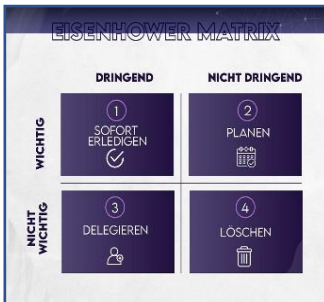 EISENHOWER MATRIX
DRINGEND
NICHT DRINGEND
WICHTIG
1
SOFORT
ERLEDIGEN
2
PLANEN
NICHT
WICHTIG
3
DELEGIEREN
4
LÖSCHEN